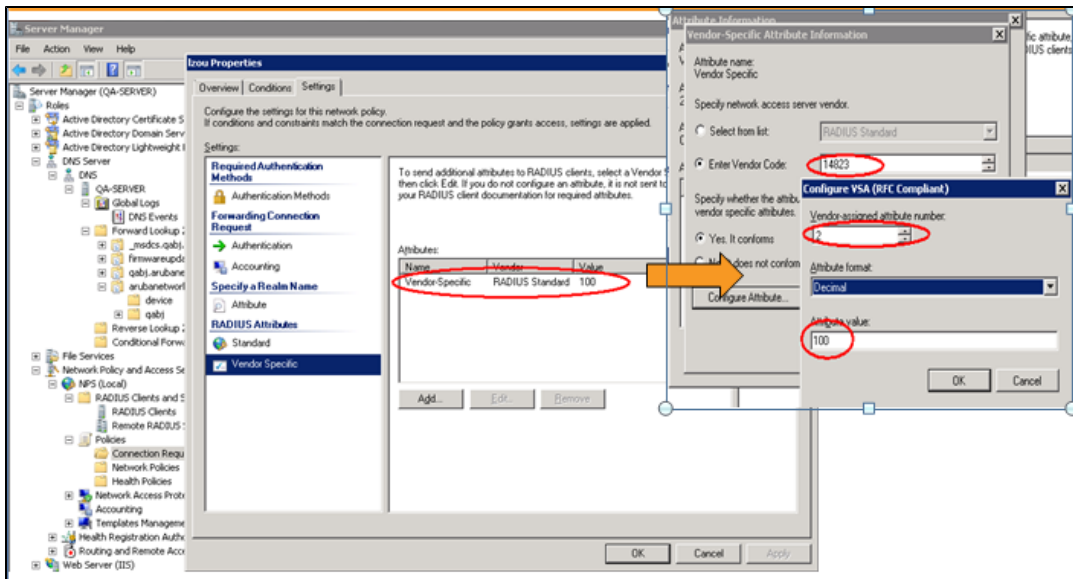 Server Manager
File Action View Help
Server Manager (QA-SERVER)
Roles
Active Directory Certificate S
Active Directory Domain Serv
Active Directory Lightweight
DNS Server
DNS
QA-SERVER
Global Logs
DNS Events
Forward Lookup
_msdcs.qabj.
firmwareupda
qabj.arubane
arubanetworl
device
qabj
Reverse Lookup
Conditional Forwa
File Services
Network Policy and Access Se
NPS (Local)
RADIUS Clients and S
RADIUS Clients
Remote RADIUS
Policies
Connection Requ
Network Policies
Health Policies
Network Access Prote
Accounting
Templates Manageme
Health Registration Autho
Routing and Remote Acce
Web Server (IIS)
Izou Properties
Overview Conditions Settings
Configure the settings for this network policy.
If conditions and constraints match the connection request and the policy grants access, settings are applied.
Settings:
Required Authentication Methods
Authentication Methods
Forwarding Connection Request
Authentication
Accounting
Specify a Realm Name
Attribute
RADIUS Attributes
Standard
Vendor Specific
To send additional attributes to RADIUS clients, select a Vendor S
then click Edit. If you do not configure an attribute, it is not sent to
your RADIUS client documentation for required attributes.
Attributes:
Name Vendor Value
Vendor-Specific RADIUS Standard 100
Add... Edit... Remove
OK Cancel Apply
Attribute Information
Vendor-Specific Attribute Information
Attribute name:
Vendor Specific
Specify network access server vendor.
Select from list: RADIUS Standard
Enter Vendor Code: 14823
Specify whether the attribu
vendor specific attributes.
Yes. It conforms
does not conform
Configure Attribute...
fic attribute,
IUS clients
Configure VSA (RFC Compliant)
Vendor-assigned attribute number:
2
Attribute format:
Decimal
Attribute value:
100
OK Cancel